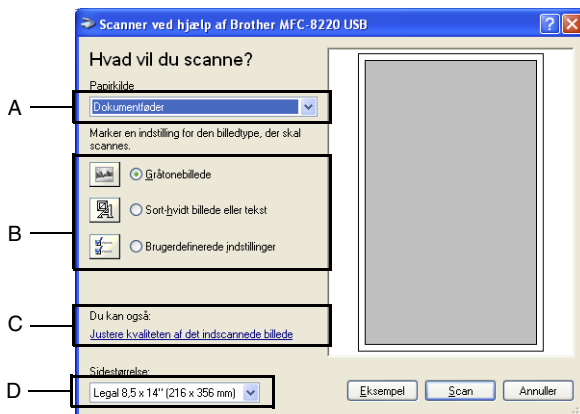 Scanner ved hjælp af Brother MFC-8220 USB
Hvad vil du scanne?
Papirkilde
A
Dokumentføder
Marker en indstilling for den billedtype, der skal
scannes.
Gråtonebillede
B
Sort-hvidt billede eller tekst
Brugerdefinerede indstillinger
C
Du kan også:
Justere kvaliteten af det indscannede billede
Sidestørrelse:
D
Legal 8,5 x 14" (216 x 356 mm)
Eksempel
Scan
Annuller